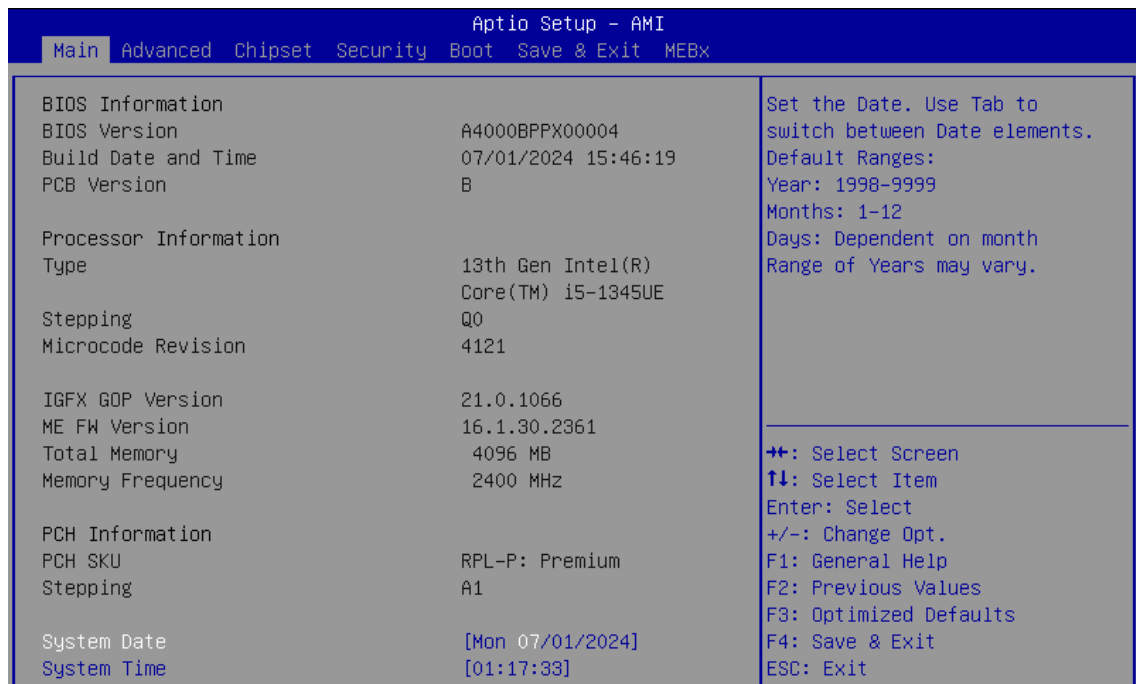 Aptio Setup – AMI
Main Advanced Chipset Security Boot Save & Exit MEBx
BIOS Information
BIOS Version A4000BPPX00004
Build Date and Time 07/01/2024 15:46:19
PCB Version B
Processor Information
Type 13th Gen Intel(R)
Core(TM) i5-1345UE
Stepping Q0
Microcode Revision 4121
IGFX GOP Version 21.0.1066
ME FW Version 16.1.30.2361
Total Memory 4096 MB
Memory Frequency 2400 MHz
PCH Information
PCH SKU RPL-P: Premium
Stepping A1
System Date [Mon 07/01/2024]
System Time [01:17:33]
Set the Date. Use Tab to
switch between Date elements.
Default Ranges:
Year: 1998-9999
Months: 1-12
Days: Dependent on month
Range of Years may vary.
→←: Select Screen
↑↓: Select Item
Enter: Select
+/-: Change Opt.
F1: General Help
F2: Previous Values
F3: Optimized Defaults
F4: Save & Exit
ESC: Exit